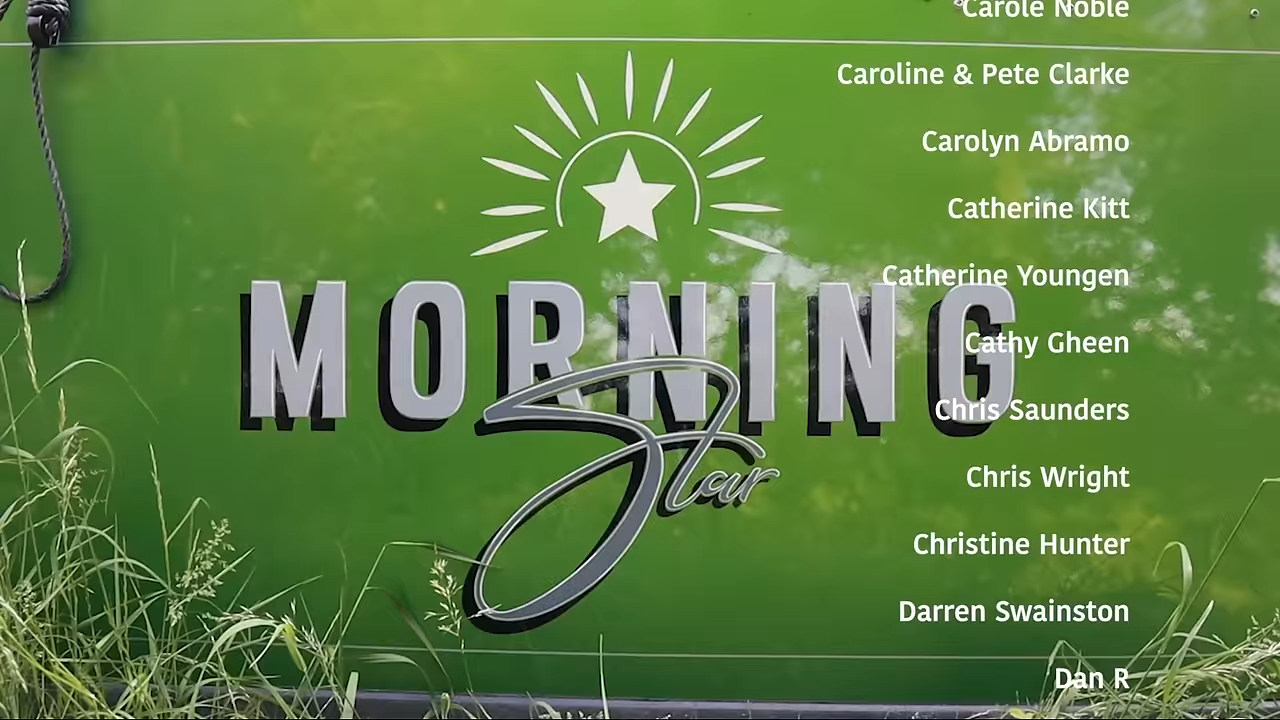 Carole Noble
Caroline & Pete Clarke
Carolyn Abramo
Catherine Kitt
Catherine Youngen
MORNING
Star
Cathy Gheen
Chris Saunders
Chris Wright
Christine Hunter
Darren Swainston
Dan R